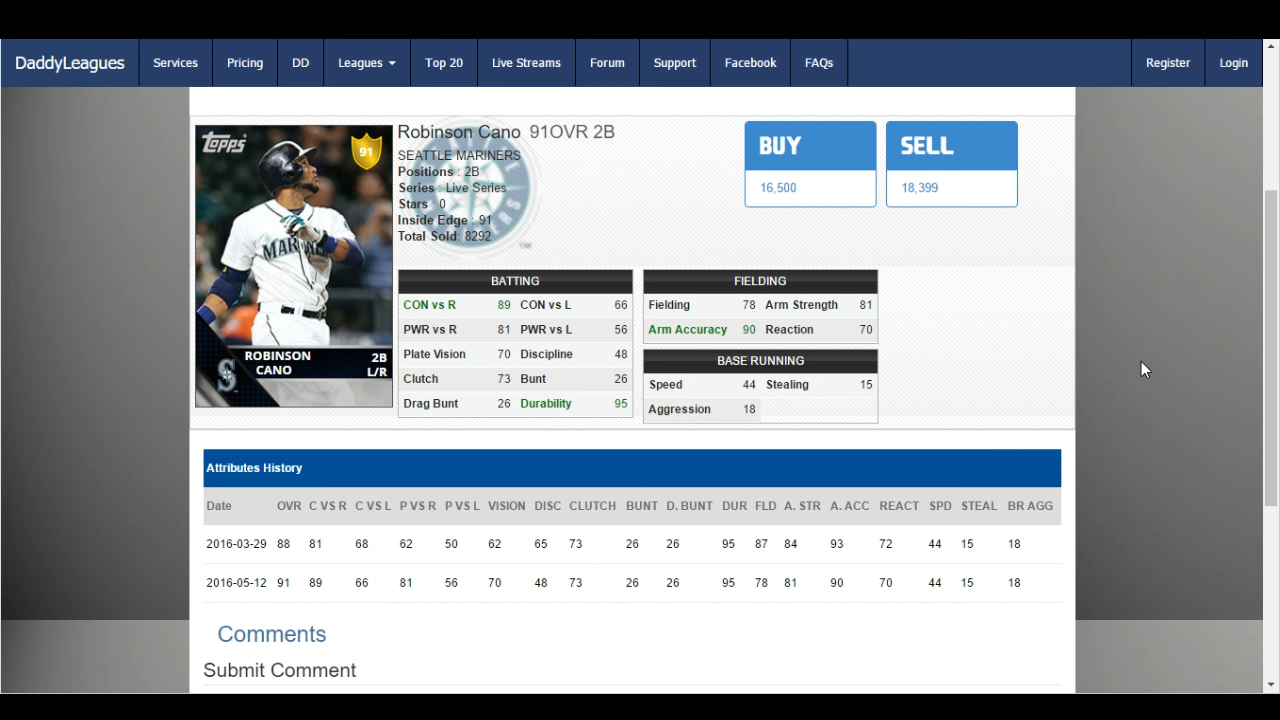 DaddyLeagues Services Pricing DD Leagues Top 20 Live Streams Forum Support Facebook FAQs Register Login
Topps
91
ROBINSON CANO
2B
L/R
S
Robinson Cano 91OVR 2B
SEATTLE MARINERS
Positions : 2B
Series : Live Series
Stars : 0
Inside Edge : 91
Total Sold: 8292
BUY
16,500
SELL
18,399
BATTING
CON vs R 89 CON vs L 66
PWR vs R 81 PWR vs L 56
Plate Vision 70 Discipline 48
Clutch 73 Bunt 26
Drag Bunt 26 Durability 95
FIELDING
Fielding 78 Arm Strength 81
Arm Accuracy 90 Reaction 70
BASE RUNNING
Speed 44 Stealing 15
Aggression 18
Attributes History
Date OVR C VS R C VS L P VS R P VS L VISION DISC CLUTCH BUNT D. BUNT DUR FLD A. STR A. ACC REACT SPD STEAL BR AGG
2016-03-29 88 81 68 62 50 62 65 73 26 26 95 87 84 93 72 44 15 18
2016-05-12 91 89 66 81 56 70 48 73 26 26 95 78 81 90 70 44 15 18
Comments
Submit Comment